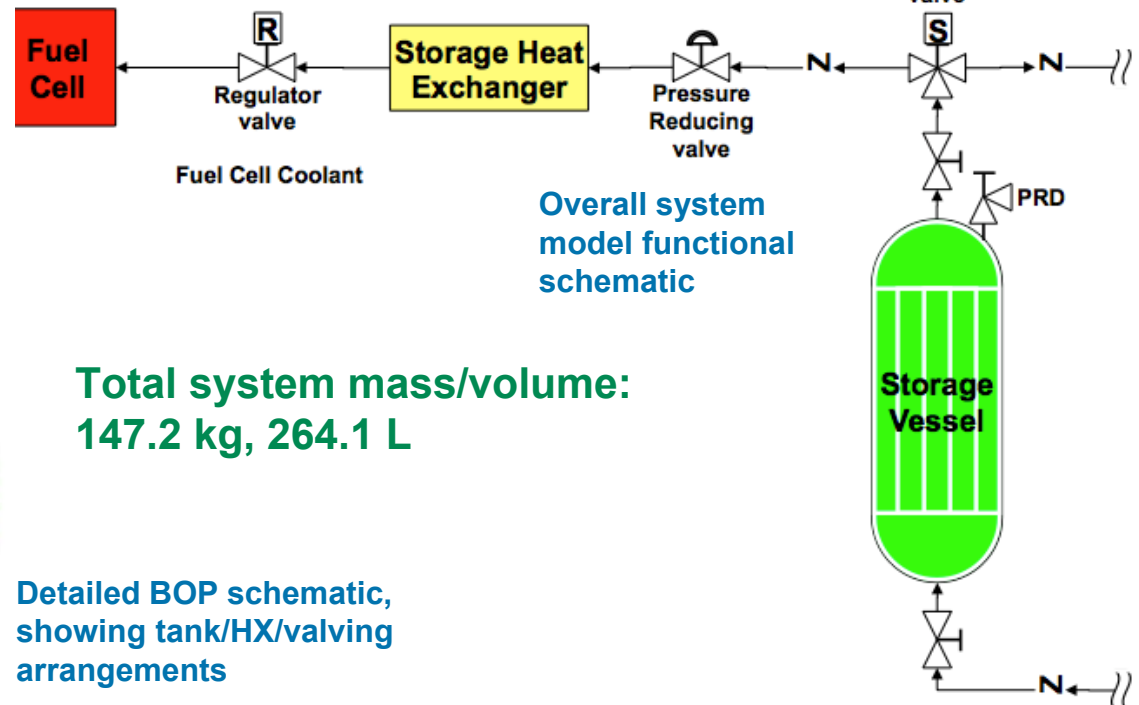 valve
S
R
Fuel
Cell
Storage Heat
Exchanger
N
N
Regulator
valve
Pressure
Reducing
valve
Fuel Cell Coolant
PRD
Overall system
model functional
schematic
Total system mass/volume:
147.2 kg, 264.1 L
Storage
Vessel
Detailed BOP schematic,
showing tank/HX/valving
arrangements
N